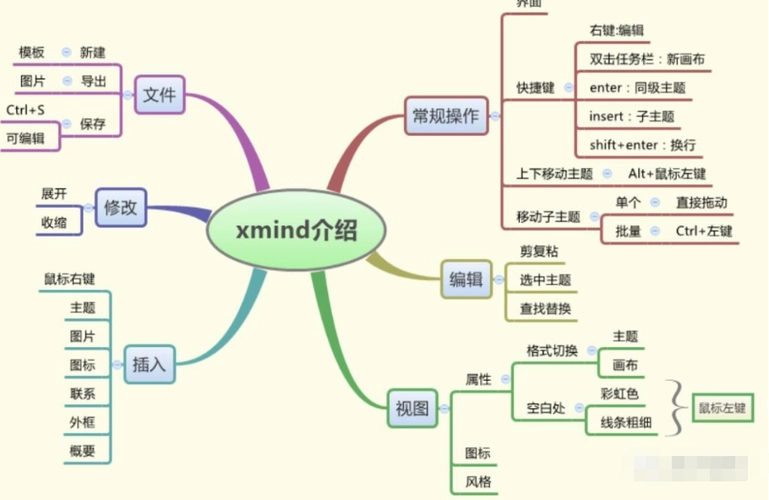 xmind介绍
文件
新建
模板
导出
图片
保存
Ctrl+S
可编辑
修改
展开
收缩
插入
鼠标右键
主题
图片
图标
联系
外框
概要
常规操作
界面
快捷键
右键:编辑
双击任务栏：新画布
enter：同级主题
insert：子主题
shift+enter：换行
上下移动主题
Alt+鼠标左键
移动子主题
单个
直接拖动
批量
Ctrl+左键
编辑
剪复粘
选中主题
查找替换
视图
属性
格式切换
主题
画布
空白处
彩虹色
线条粗细
鼠标左键
图标
风格